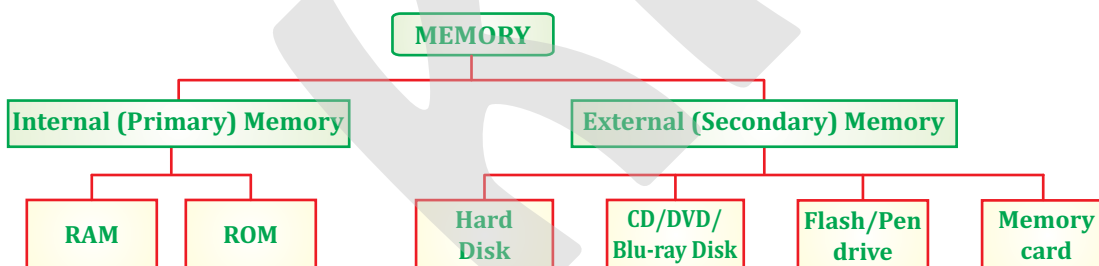 MEMORY
Internal (Primary) Memory
External (Secondary) Memory
RAM
ROM
Hard
Disk
CD/DVD/
Blu-ray Disk
Flash/Pen
drive
Memory
card